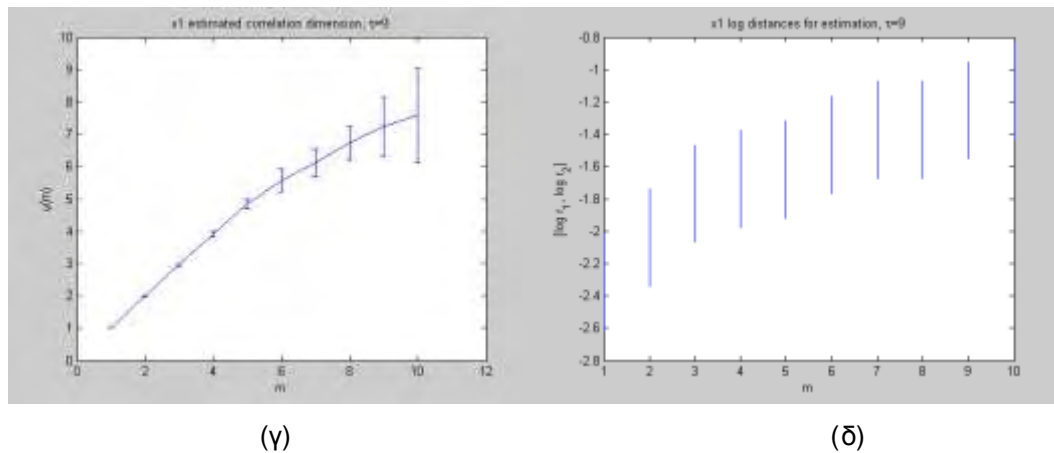 x1 estimated correlation dimension, τ=9
10
9
8
7
6
5
4
3
2
1
0
v(m)
0 2 4 6 8 10 12
m
x1 log distances for estimation, τ=9
-0.8
-1
-1.2
-1.4
-1.6
-1.8
-2
-2.2
-2.4
-2.6
-2.8
[log r_1, log r_2]
1 2 3 4 5 6 7 8 9 10
m
(γ)
(δ)